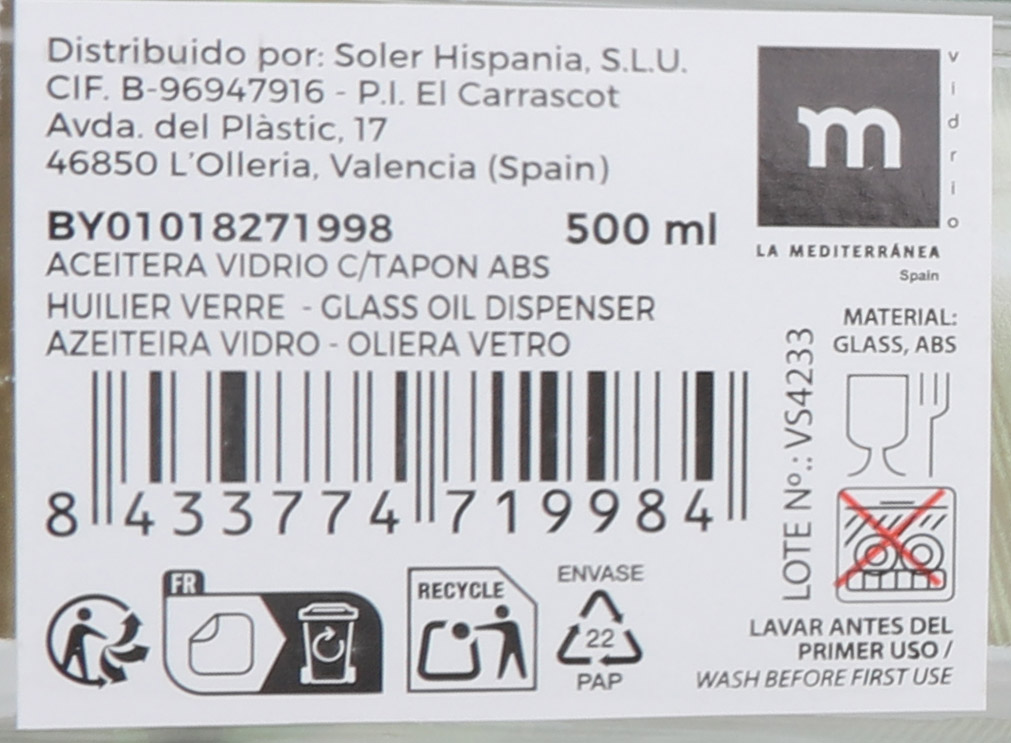 Distribuido por: Soler Hispania, S.L.U.
CIF. B-96947916 - P.I. El Carrascot
Avda. del Plàstic, 17
46850 L'Olleria, Valencia (Spain)
m
vidrio
LA MEDITERRÁNEA
Spain
BY01018271998 500 ml
ACEITERA VIDRIO C/TAPON ABS
HUILIER VERRE - GLASS OIL DISPENSER
AZEITEIRA VIDRO - OLIERA VETRO
MATERIAL:
GLASS, ABS
LOTE Nº.: VS4233
8 433774 719984
FR
RECYCLE
ENVASE
22
PAP
LAVAR ANTES DEL
PRIMER USO /
WASH BEFORE FIRST USE